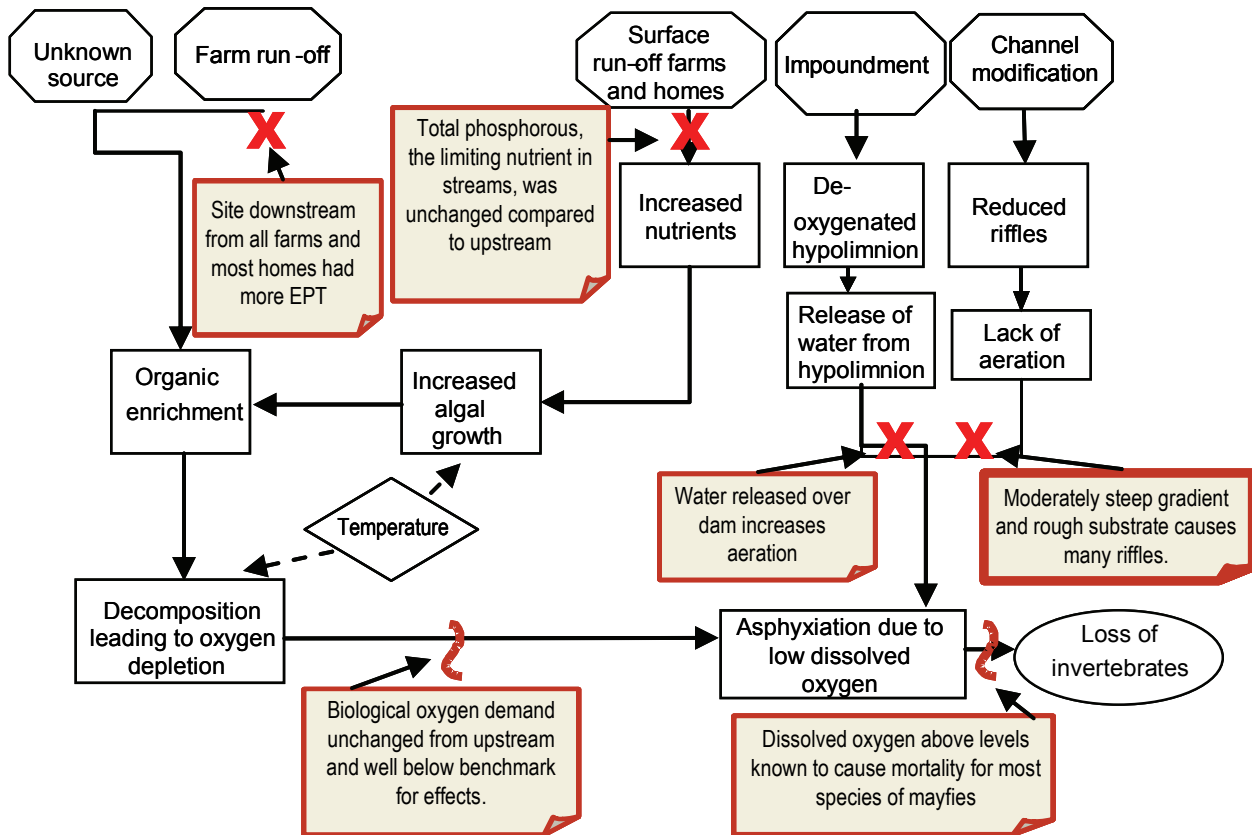 Unknown
source
Farm run -off
Surface
run-off farms
and homes
Impoundment
Channel
modification
Total phosphorous,
the limiting nutrient in
streams, was
unchanged compared
to upstream
Site downstream
from all farms and
most homes had
more EPT
Increased
nutrients
De-
oxygenated
hypolimnion
Reduced
riffles
Release of
water from
hypolimnion
Lack of
aeration
Organic
enrichment
Increased
algal
growth
Water released over
dam increases
aeration
Moderately steep gradient
and rough substrate causes
many riffles.
Temperature
Decomposition
leading to oxygen
depletion
Asphyxiation due to
low dissolved
oxygen
Loss of
invertebrates
Biological oxygen demand
unchanged from upstream
and well below benchmark
for effects.
Dissolved oxygen above levels
known to cause mortality for most
species of mayfies